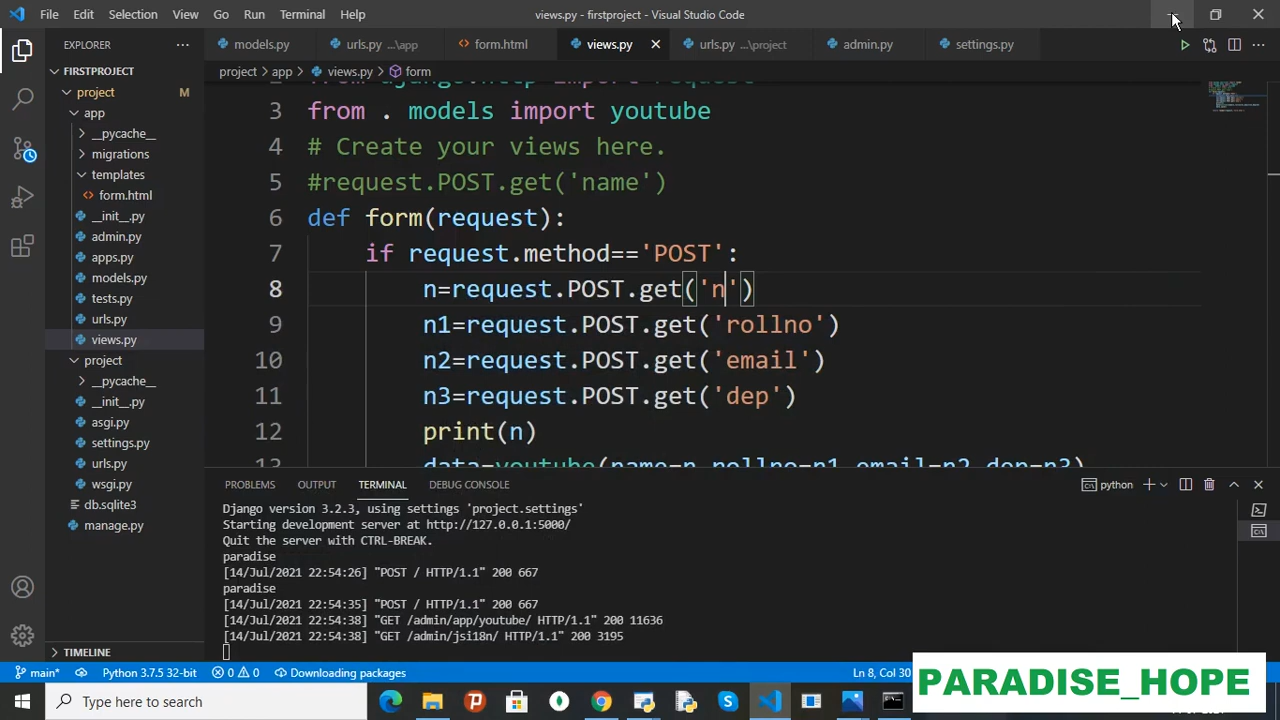 File Edit Selection View Go Run Terminal Help
views.py - firstproject - Visual Studio Code
EXPLORER
models.py
urls.py ...\app
form.html
views.py
urls.py ...\project
admin.py
settings.py
project > app > views.py > form
FIRSTPROJECT
project M
app
__pycache__
migrations
templates
form.html
__init__.py
admin.py
apps.py
models.py
tests.py
urls.py
views.py
project
__pycache__
__init__.py
asgi.py
settings.py
urls.py
wsgi.py
db.sqlite3
manage.py
TIMELINE
3 from . models import youtube
4 # Create your views here.
5 #request.POST.get('name')
6 def form(request):
7 if request.method=='POST':
8 n=request.POST.get('n')
9 n1=request.POST.get('rollno')
10 n2=request.POST.get('email')
11 n3=request.POST.get('dep')
12 print(n)
13 data=youtube(name=n,rollno=n1,email=n2,dep=n3)
PROBLEMS OUTPUT TERMINAL DEBUG CONSOLE
python
Django version 3.2.3, using settings 'project.settings'
Starting development server at http://127.0.0.1:5000/
Quit the server with CTRL-BREAK.
paradise
[14/Jul/2021 22:54:26] "POST / HTTP/1.1" 200 667
paradise
[14/Jul/2021 22:54:35] "POST / HTTP/1.1" 200 667
[14/Jul/2021 22:54:38] "GET /admin/app/youtube/ HTTP/1.1" 200 11636
[14/Jul/2021 22:54:38] "GET /admin/jsi18n/ HTTP/1.1" 200 3195
main* Python 3.7.5 32-bit 0 0 Downloading packages
Ln 8, Col 30
PARADISE_HOPE
Type here to search